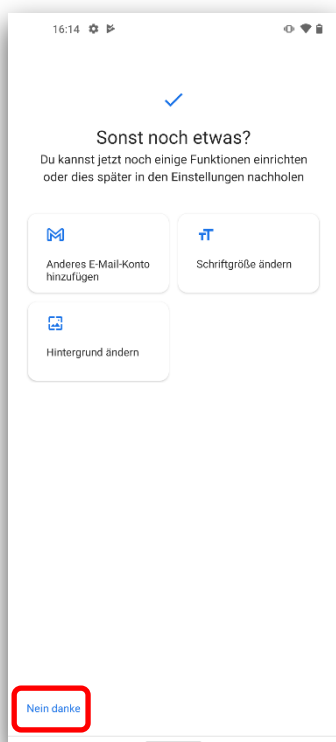 16:14
Sonst noch etwas?
Du kannst jetzt noch einige Funktionen einrichten
oder dies später in den Einstellungen nachholen
Anderes E-Mail-Konto
hinzufügen
Schriftgröße ändern
Hintergrund ändern
Nein danke